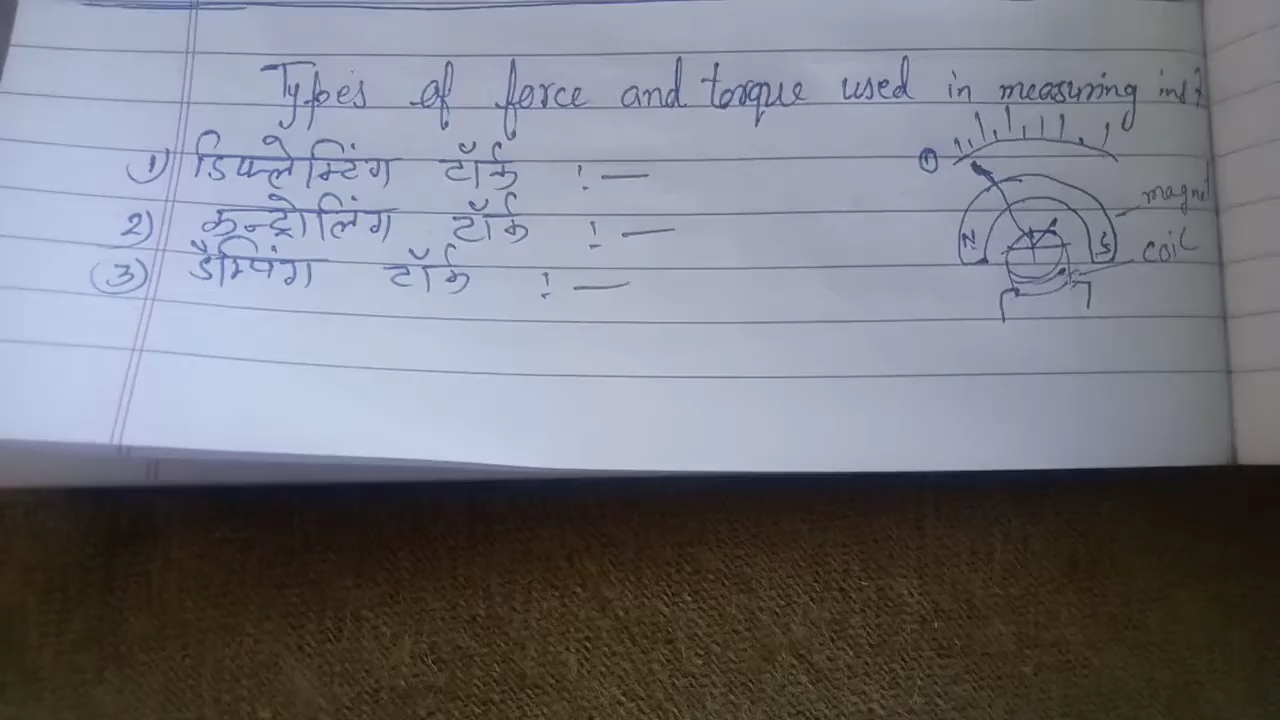 Types of force and torque used in measuring inst
1) डिफ्लेक्टिंग टॉर्क :—
2) कन्ट्रोलिंग टॉर्क :—
3) डैम्पिंग टॉर्क :—
magnet
N S
coil